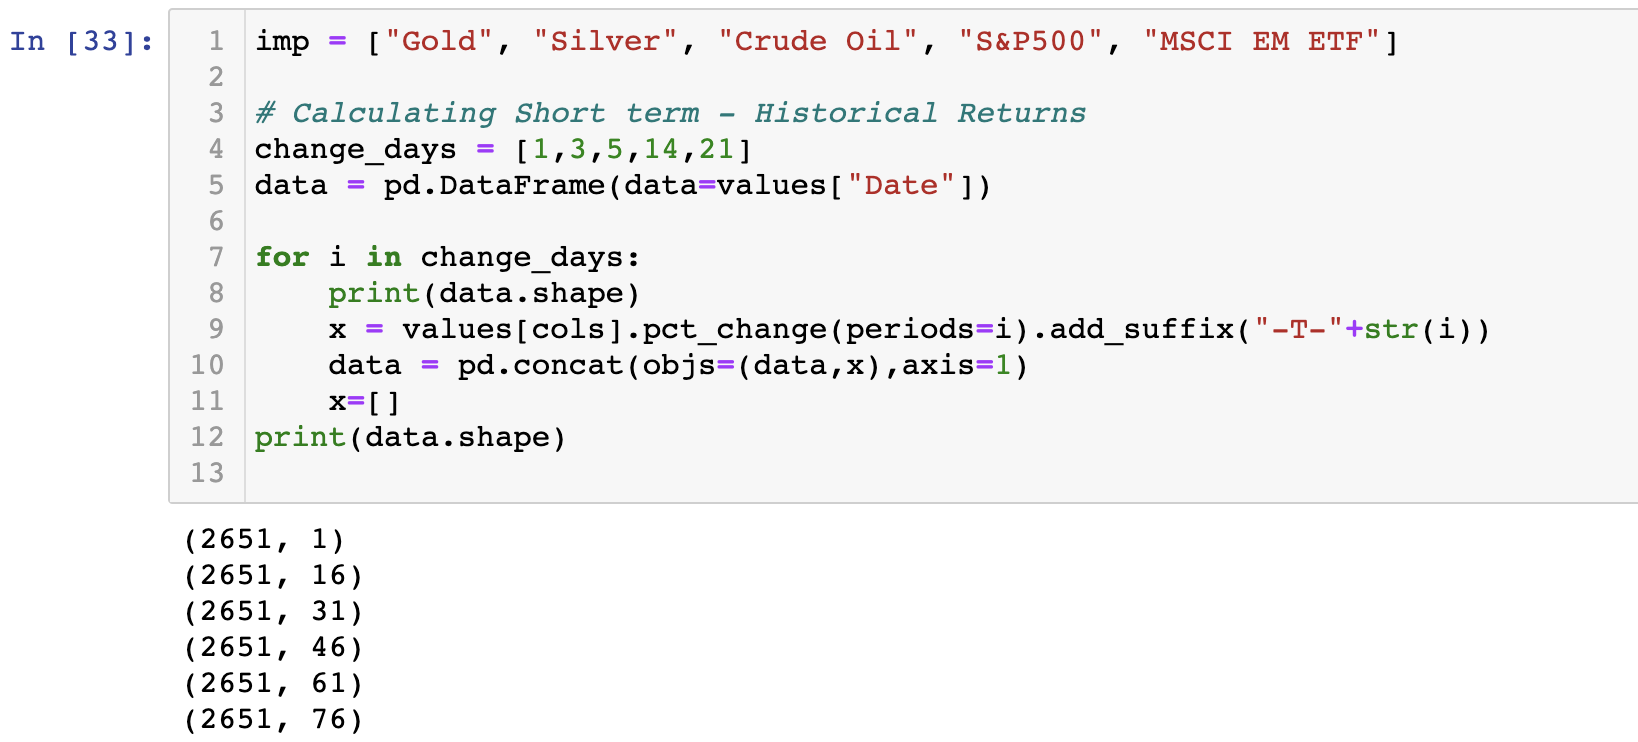 In [33]:
1 imp = ["Gold", "Silver", "Crude Oil", "S&P500", "MSCI EM ETF"]
2
3 # Calculating Short term - Historical Returns
4 change_days = [1,3,5,14,21]
5 data = pd.DataFrame(data=values["Date"])
6
7 for i in change_days:
8     print(data.shape)
9     x = values[cols].pct_change(periods=i).add_suffix("-T-"+str(i))
10     data = pd.concat(objs=(data,x),axis=1)
11     x=[]
12 print(data.shape)
13
(2651, 1)
(2651, 16)
(2651, 31)
(2651, 46)
(2651, 61)
(2651, 76)